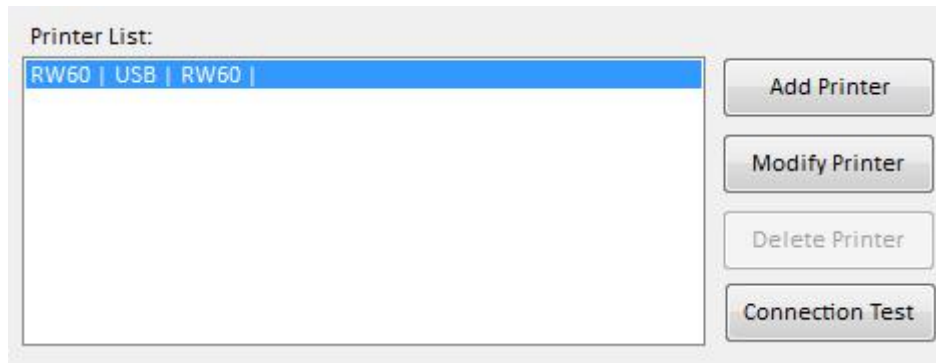 Printer List:
RW60 | USB | RW60 |
Add Printer
Modify Printer
Delete Printer
Connection Test